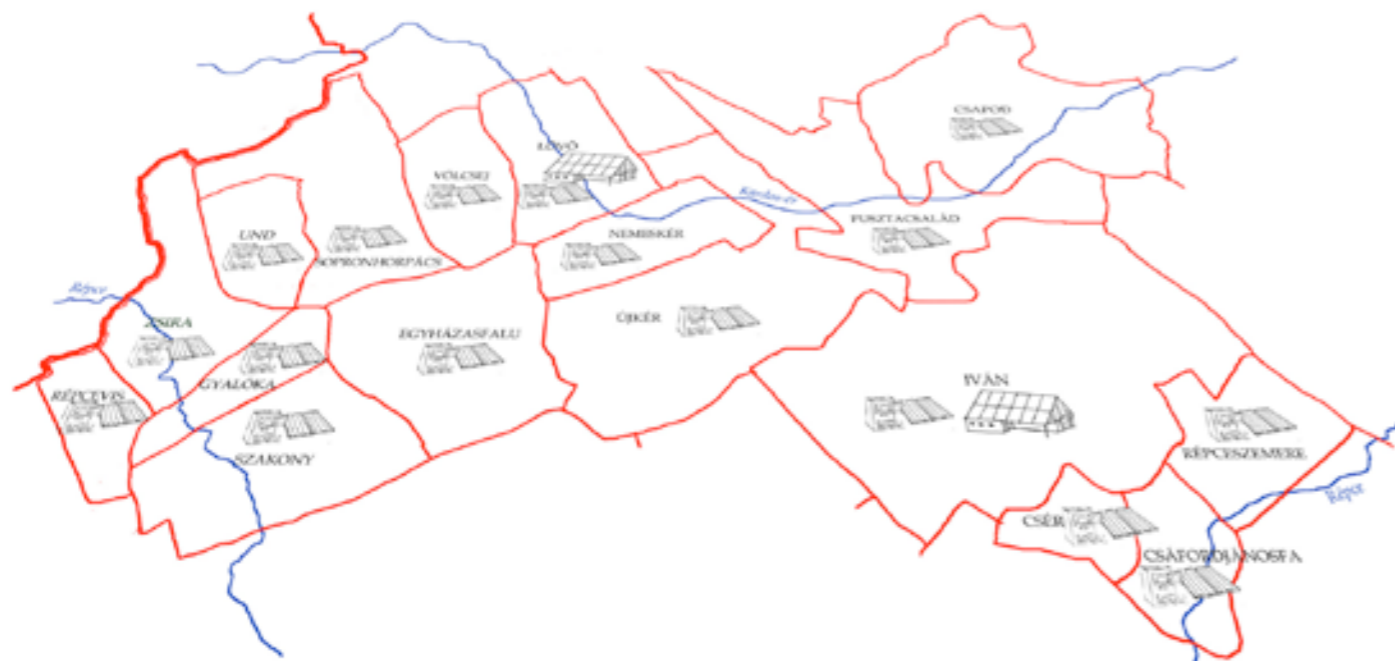 CSAPOD
LÖVŐ
VÖLCSEJ
Kardos-ér
PUSZTACSALÁD
UND
NEMESKÉR
SOPRONHORPÁCS
Répce
ZSIRA
ÚJKÉR
EGYHÁZASFALU
GYALÓKA
RÉPCEVIS
IVÁN
SZAKONY
RÉPCESZEMERE
Répce
CSÉR
CSÁFORDJÁNOSFA